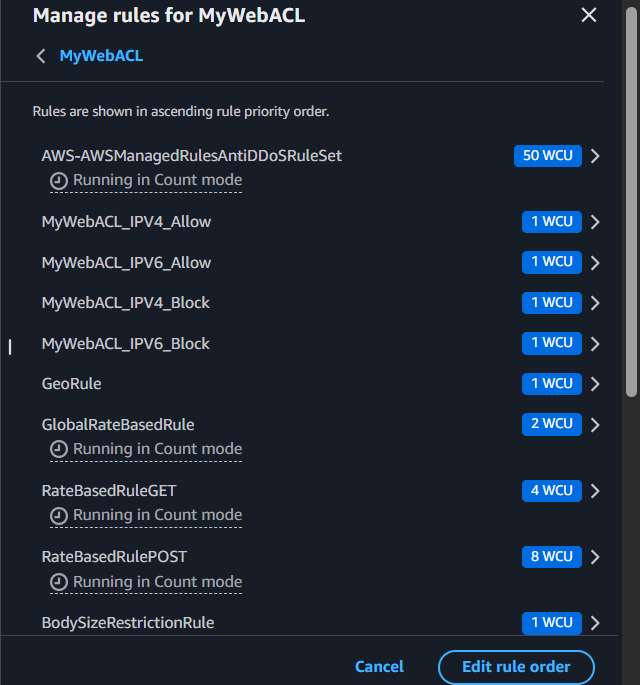 Manage rules for MyWebACL
MyWebACL
Rules are shown in ascending rule priority order.
AWS-AWSManagedRulesAntiDDoSRuleSet 50 WCU
Running in Count mode
MyWebACL_IPV4_Allow 1 WCU
MyWebACL_IPV6_Allow 1 WCU
MyWebACL_IPV4_Block 1 WCU
MyWebACL_IPV6_Block 1 WCU
GeoRule 1 WCU
GlobalRateBasedRule 2 WCU
Running in Count mode
RateBasedRuleGET 4 WCU
Running in Count mode
RateBasedRulePOST 8 WCU
Running in Count mode
BodySizeRestrictionRule 1 WCU
Cancel Edit rule order